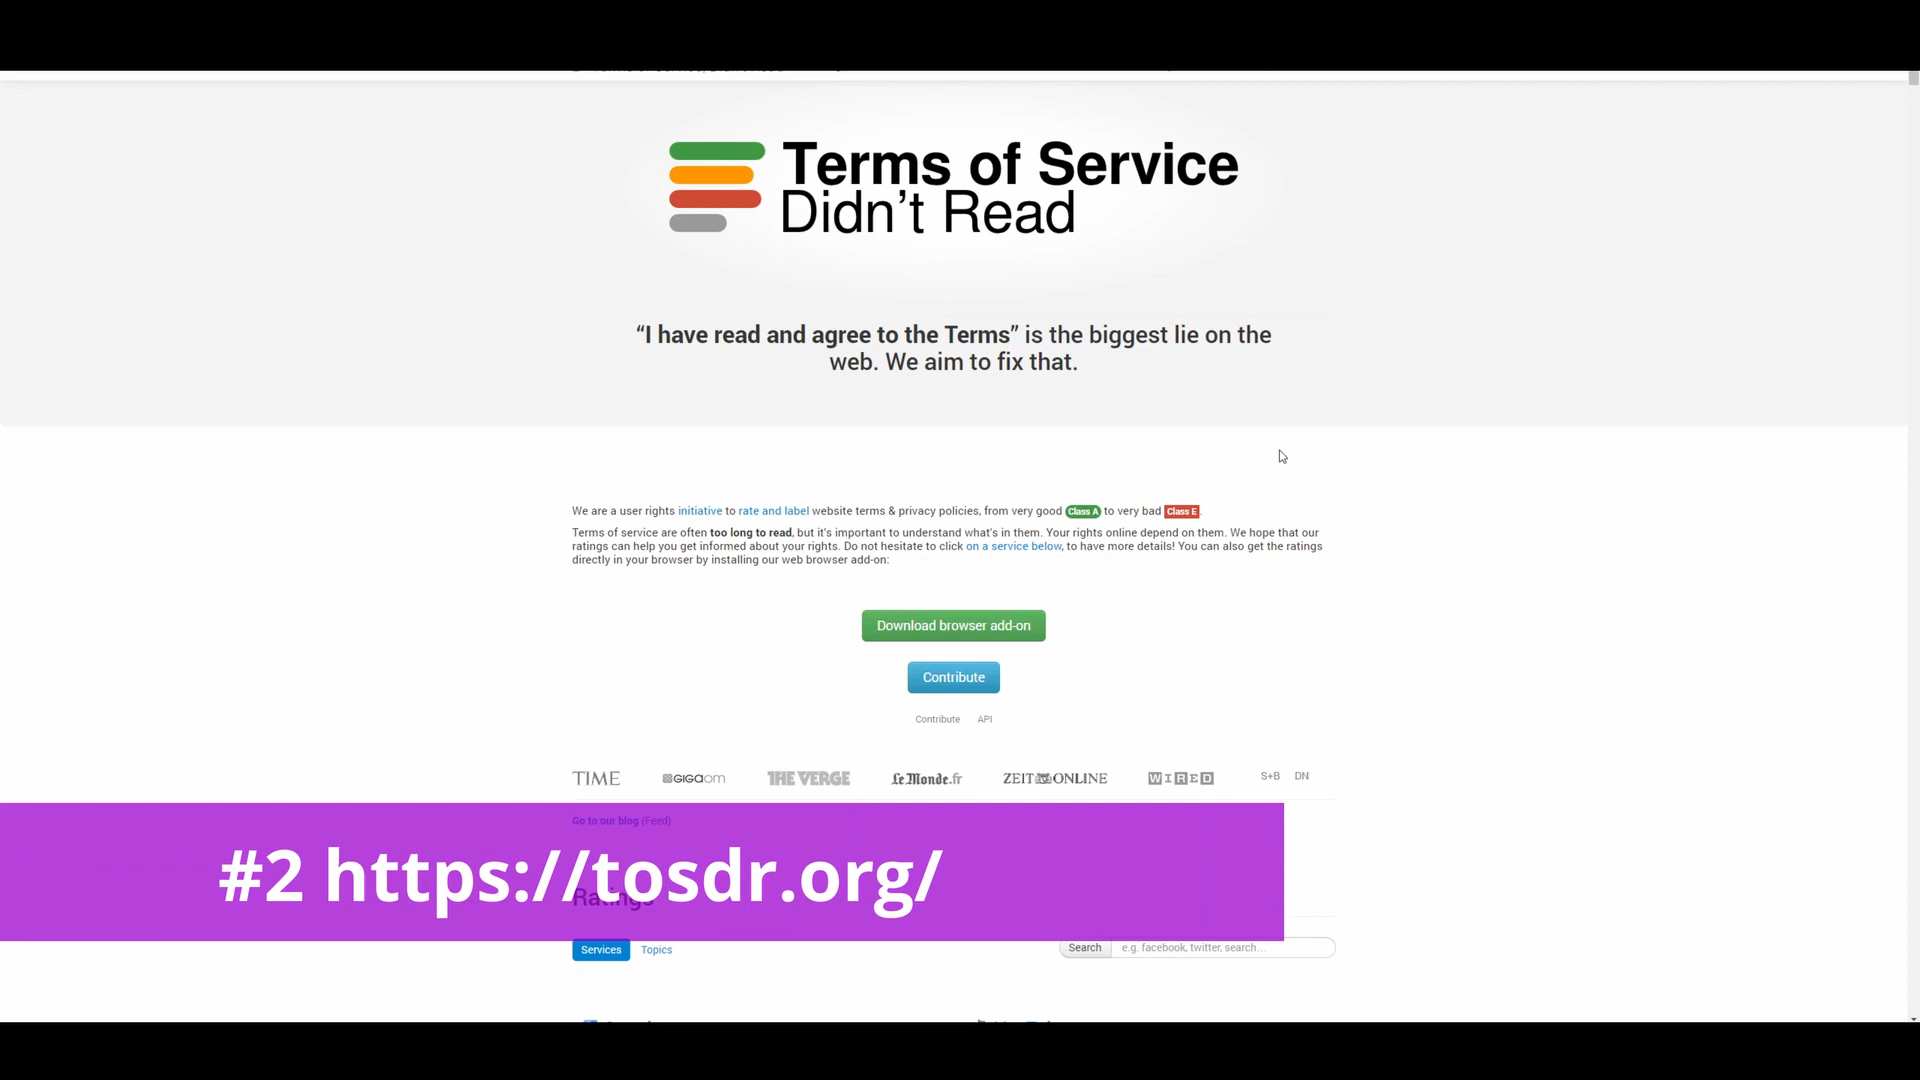 Terms of Service
Didn't Read
“I have read and agree to the Terms” is the biggest lie on the
web. We aim to fix that.
We are a user rights initiative to rate and label website terms & privacy policies, from very good Class A to very bad Class E.
Terms of service are often too long to read, but it's important to understand what's in them. Your rights online depend on them. We hope that our
ratings can help you get informed about your rights. Do not hesitate to click on a service below, to have more details! You can also get the ratings
directly in your browser by installing our web browser add-on:
Download browser add-on
Contribute
Contribute API
TIME GIGAOM THE VERGE Le Monde.fr ZEIT ONLINE WIRED S+B DN
Go to our blog (Feed)
#2 https://tosdr.org/
Ratings
Services Topics Search e.g. facebook, twitter, search...